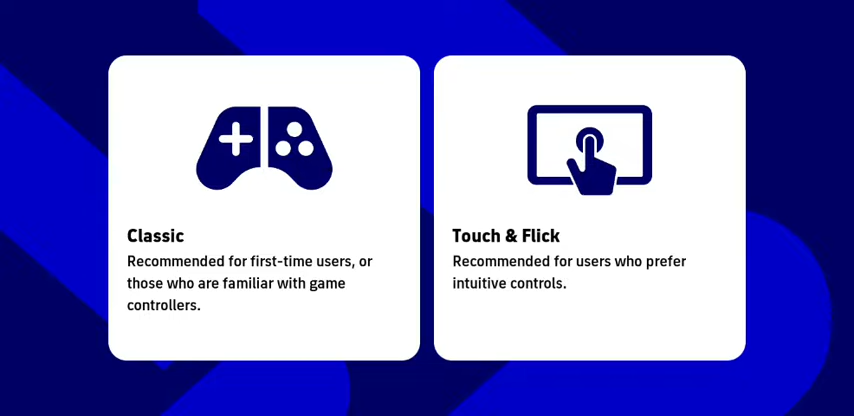 Classic
Recommended for first-time users, or
those who are familiar with game
controllers.
Touch & Flick
Recommended for users who prefer
intuitive controls.